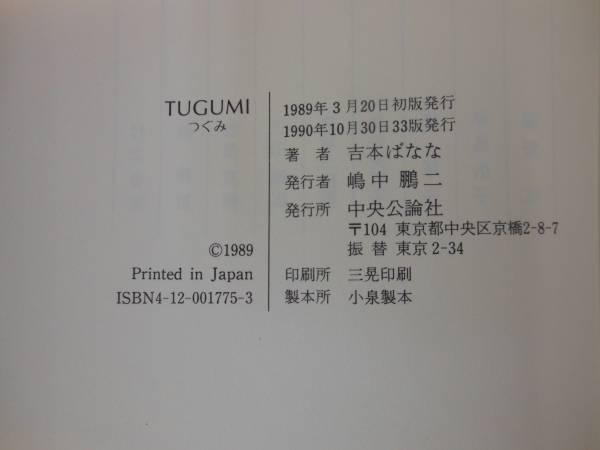 TUGUMI
つぐみ
©1989
Printed in Japan
ISBN4-12-001775-3
1989年3月20日初版発行
1990年10月30日33版発行
著者 吉本ばなな
発行者 嶋中鵬二
発行所 中央公論社
〒104 東京都中央区京橋2-8-7
振替 東京2-34
印刷所 三晃印刷
製本所 小泉製本